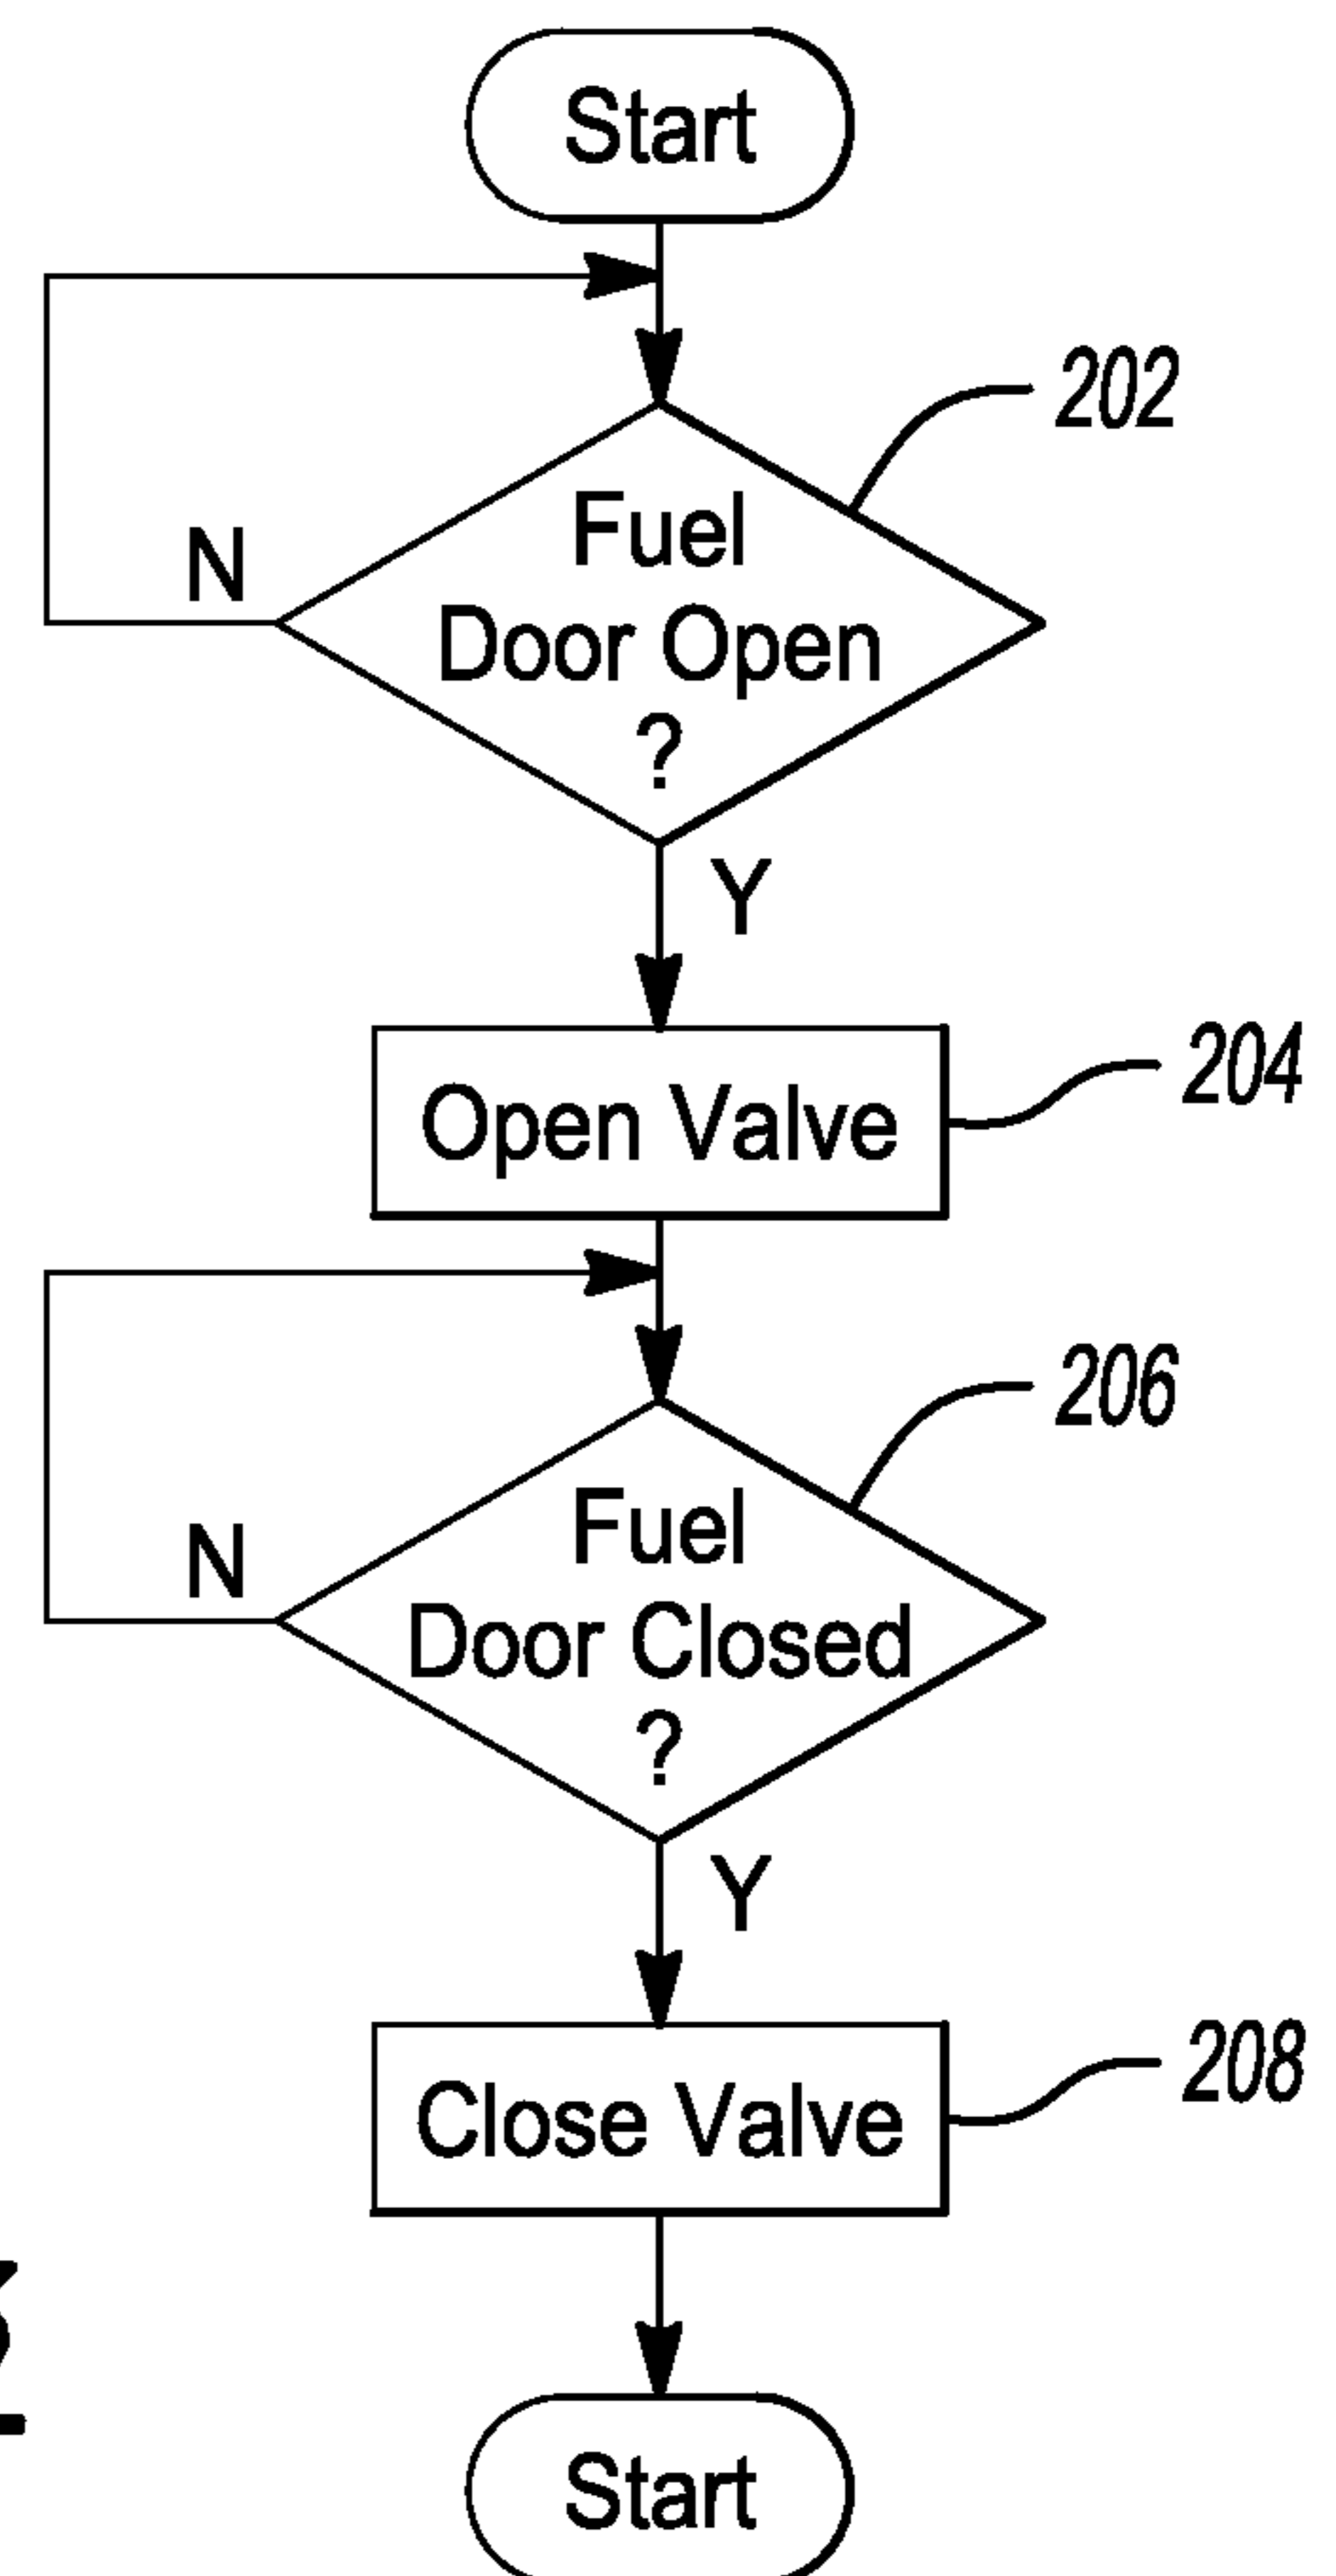 Start
202
Fuel
Door Open
?
N
Y
Open Valve
204
206
Fuel
Door Closed
?
N
Y
Close Valve
208
Start